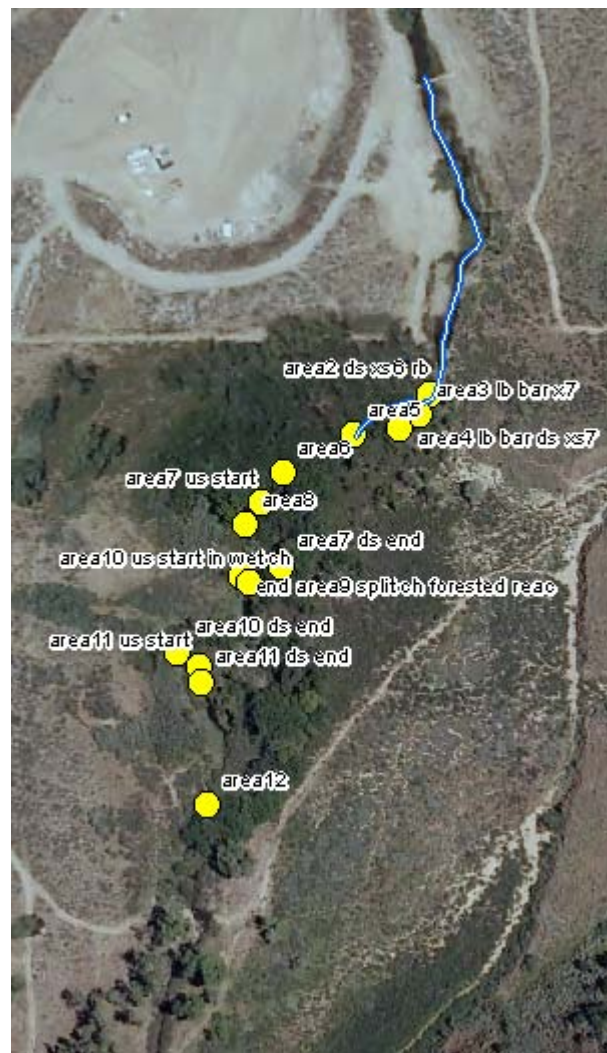 area2 ds xs6 rb
area3 lb bar x7
area5
area4 lb bar ds xs7
area6
area7 us start
area8
area7 ds end
area10 us start in wetch
end area9 splitch forested reac
area10 ds end
area11 us start
area11 ds end
area12